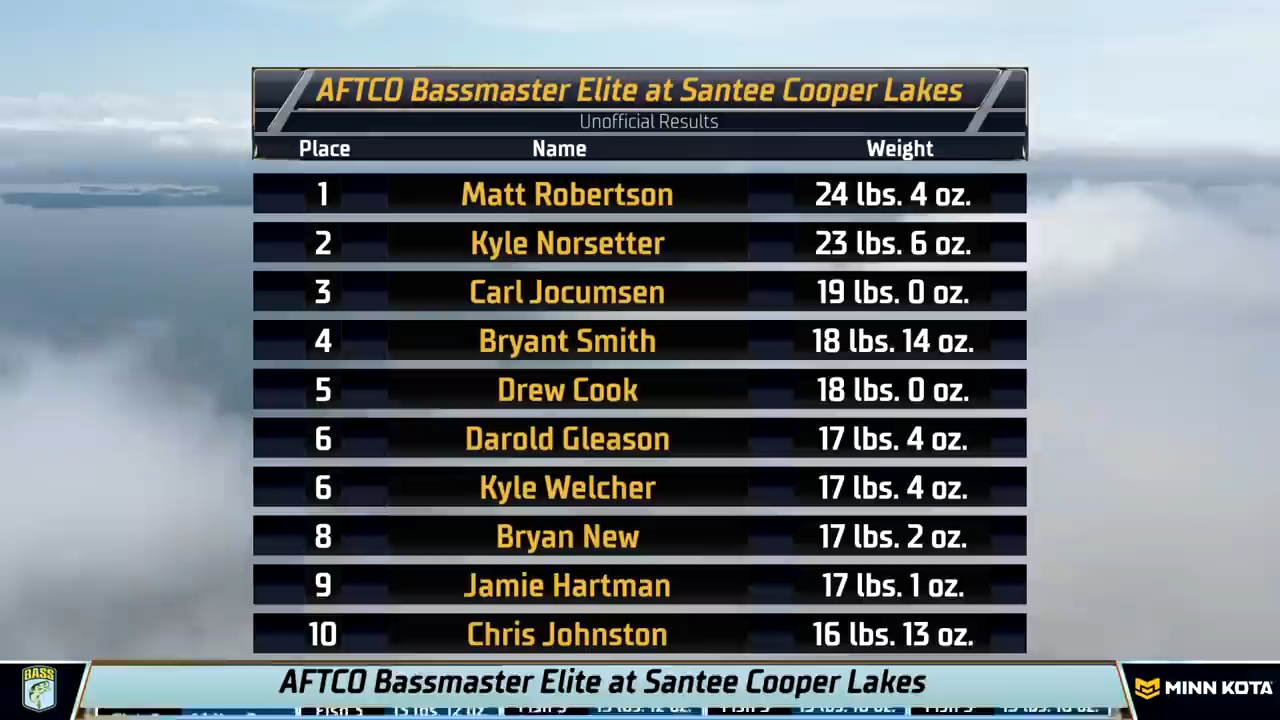 AFTCO Bassmaster Elite at Santee Cooper Lakes
Unofficial Results
Place Name Weight
1 Matt Robertson 24 lbs. 4 oz.
2 Kyle Norsetter 23 lbs. 6 oz.
3 Carl Jocumsen 19 lbs. 0 oz.
4 Bryant Smith 18 lbs. 14 oz.
5 Drew Cook 18 lbs. 0 oz.
6 Darold Gleason 17 lbs. 4 oz.
6 Kyle Welcher 17 lbs. 4 oz.
8 Bryan New 17 lbs. 2 oz.
9 Jamie Hartman 17 lbs. 1 oz.
10 Chris Johnston 16 lbs. 13 oz.
BASS AFTCO Bassmaster Elite at Santee Cooper Lakes MINN KOTA